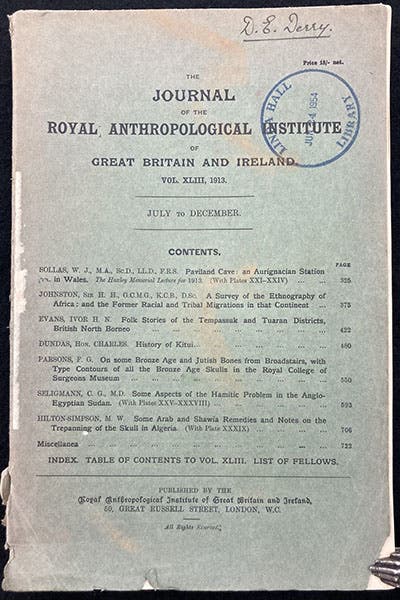 D. E. Derry.
Price 15/- net.
THE
JOURNAL
OF THE
ROYAL ANTHROPOLOGICAL INSTITUTE
OF
GREAT BRITAIN AND IRELAND.
VOL. XLIII, 1913.
LINDA HALL
LIBRARY
1954
JULY TO DECEMBER.
CONTENTS.
PAGE
SOLLAS, W. J., M.A., Sc.D., LL.D., F.R.S. Paviland Cave: an Aurignacian Station
in Wales. The Huxley Memorial Lecture for 1913. (With Plates XXI–XXIV) ... 325
JOHNSTON, SIR H. H., G.C.M.G., K.C.B., D.Sc. A Survey of the Ethnography of
Africa: and the Former Racial and Tribal Migrations in that Continent ... 375
EVANS, IVOR H. N. Folk Stories of the Tempassuk and Tuaran Districts,
British North Borneo ... 422
DUNDAS, HON. CHARLES. History of Kitui ... 480
PARSONS, F. G. On some Bronze Age and Jutish Bones from Broadstairs, with
Type Contours of all the Bronze Age Skulls in the Royal College of
Surgeons Museum ... 550
SELIGMANN, C. G., M.D. Some Aspects of the Hamitic Problem in the Anglo-
Egyptian Sudan. (With Plates XXV–XXXVIII) ... 593
HILTON-SIMPSON, M. W. Some Arab and Shawia Remedies and Notes on the
Trepanning of the Skull in Algeria. (With Plate XXXIX) ... 706
Miscellanea ... 722
INDEX. TABLE OF CONTENTS TO VOL. XLIII. LIST OF FELLOWS.
PUBLISHED BY THE
Royal Anthropological Institute of Great Britain and Ireland,
50, GREAT RUSSELL STREET, LONDON, W.C.
All Rights Reserved.